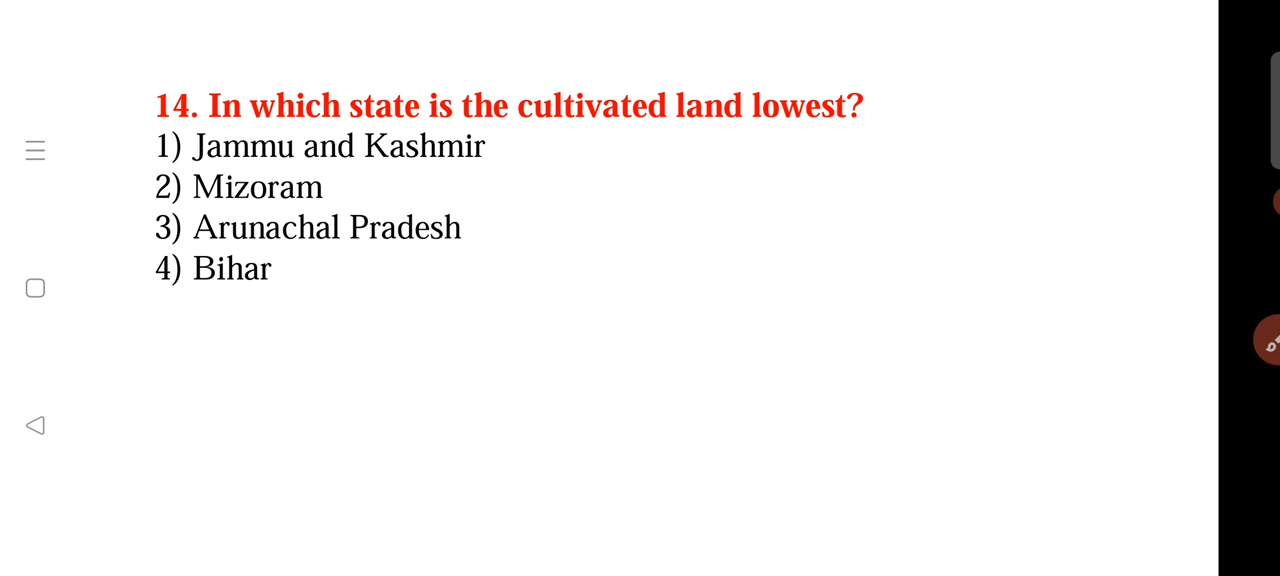 14. In which state is the cultivated land lowest?
1) Jammu and Kashmir
2) Mizoram
3) Arunachal Pradesh
4) Bihar